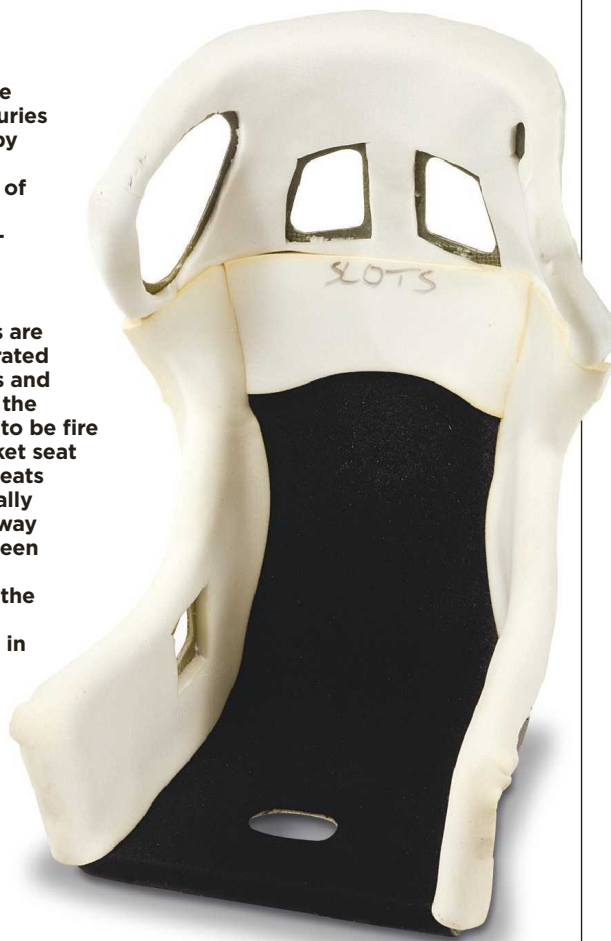 e
uries
by
of
-
s are
rated
s and
the
to be fire
ket seat
eats
ally
way
een
the
in
SLOTS